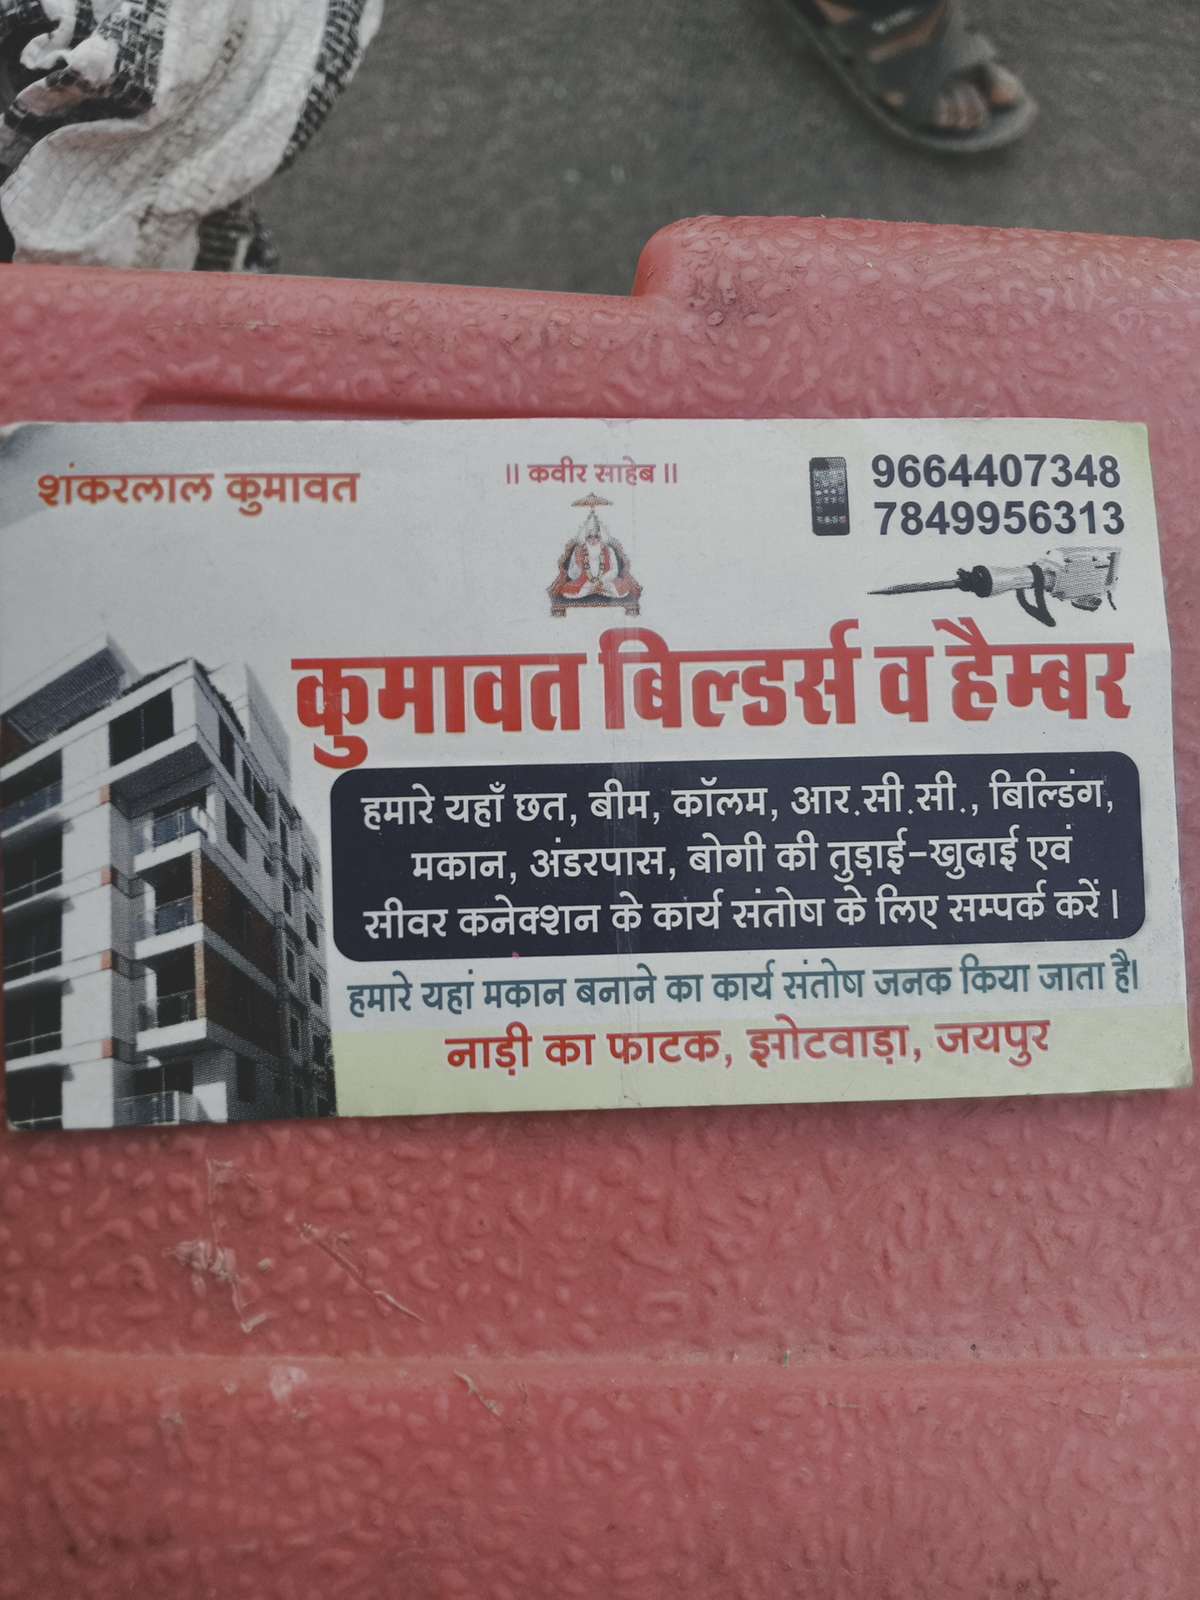 शंकरलाल कुमावत
॥ कवीर साहेब ॥
9664407348
7849956313
कुमावत बिल्डर्स व हैम्बर
हमारे यहाँ छत, बीम, कॉलम, आर.सी.सी., बिल्डिंग,
मकान, अंडरपास, बोगी की तुड़ाई-खुदाई एवं
सीवर कनेक्शन के कार्य संतोष के लिए सम्पर्क करें।
हमारे यहां मकान बनाने का कार्य संतोष जनक किया जाता है।
नाड़ी का फाटक, झोटवाड़ा, जयपुर